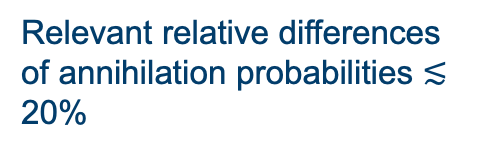 Relevant relative differences
of annihilation probabilities ≲
20%